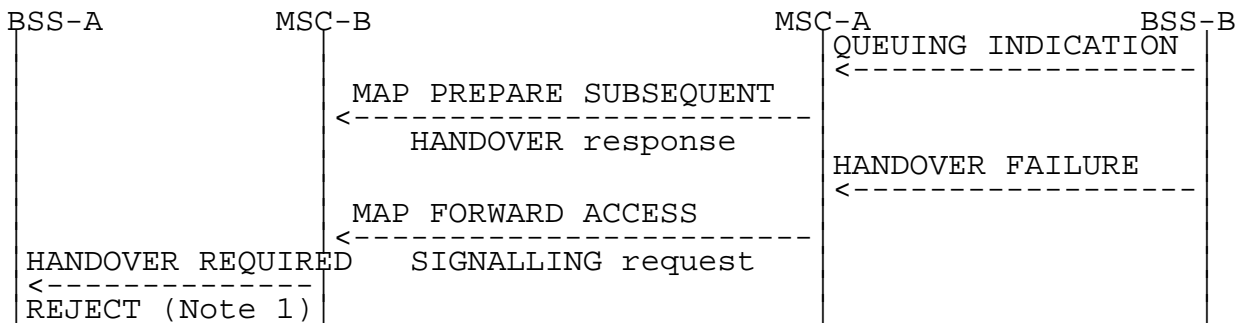 BSS-A MSC-B MSC-A BSS-B
QUEUING INDICATION
MAP PREPARE SUBSEQUENT
HANDOVER response
HANDOVER FAILURE
MAP FORWARD ACCESS
HANDOVER REQUIRED SIGNALLING request
REJECT (Note 1)